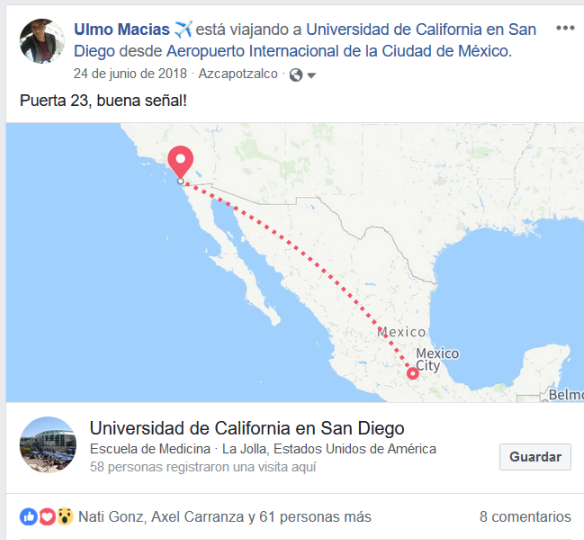 Ulmo Macias está viajando a Universidad de California en San
Diego desde Aeropuerto Internacional de la Ciudad de México.
24 de junio de 2018 · Azcapotzalco ·
Puerta 23, buena señal!
Mexico
Mexico
City
Belmo
Universidad de California en San Diego
Escuela de Medicina · La Jolla, Estados Unidos de América
58 personas registraron una visita aquí
Guardar
Nati Gonz, Axel Carranza y 61 personas más
8 comentarios